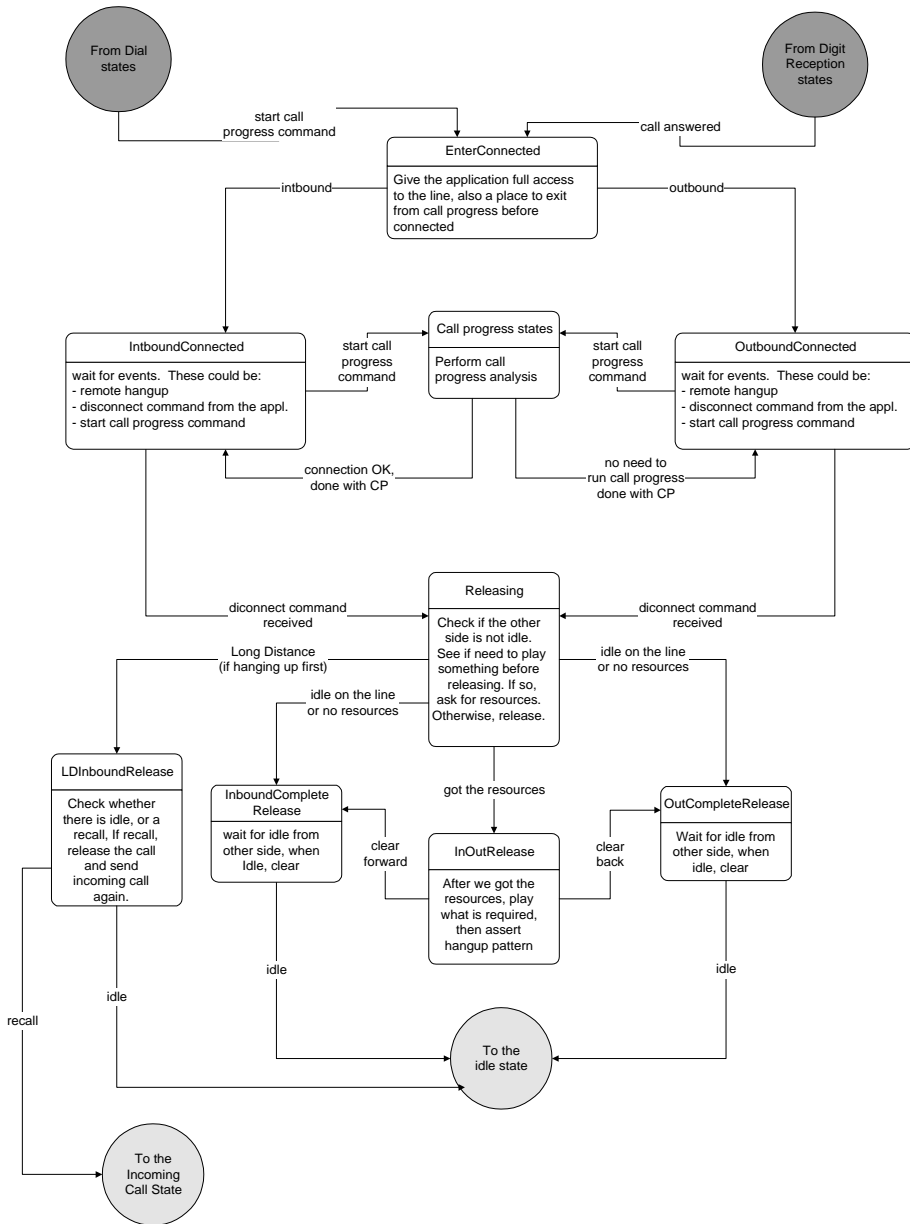 From Dial
states
From Digit
Reception
states
start call
progress command
call answered
EnterConnected
Give the application full access
to the line, also a place to exit
from call progress before
connected
intbound
outbound
IntboundConnected
wait for events. These could be:
- remote hangup
- disconnect command from the appl.
- start call progress command
start call
progress
command
Call progress states
Perform call
progress analysis
start call
progress
command
OutboundConnected
wait for events. These could be:
- remote hangup
- disconnect command from the appl.
- start call progress command
connection OK,
done with CP
no need to
run call progress
done with CP
diconnect command
received
Releasing
Check if the other
side is not idle.
See if need to play
something before
releasing. If so,
ask for resources.
Otherwise, release.
diconnect command
received
Long Distance
(if hanging up first)
idle on the line
or no resources
idle on the line
or no resources
got the resources
LDInboundRelease
Check whether
there is idle, or a
recall, If recall,
release the call
and send
incoming call
again.
InboundComplete
Release
wait for idle from
other side, when
Idle, clear
clear
forward
InOutRelease
After we got the
resources, play
what is required,
then assert
hangup pattern
clear
back
OutCompleteRelease
Wait for idle from
other side, when
idle, clear
idle
idle
idle
recall
To the
idle state
To the
Incoming
Call State